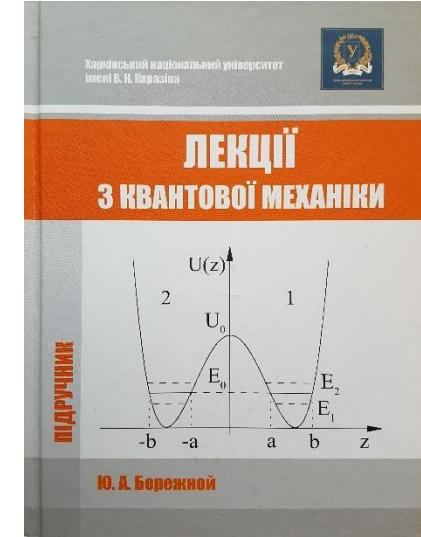 Харківський національний університет
імені В. Н. Каразіна
У
ЛЕКЦІЇ
З КВАНТОВОЇ МЕХАНІКИ
U(z)
2
1
U₀
E₀
E₂
E₁
-b
-a
a
b
z
ПІДРУЧНИК
Ю. А. Бережной